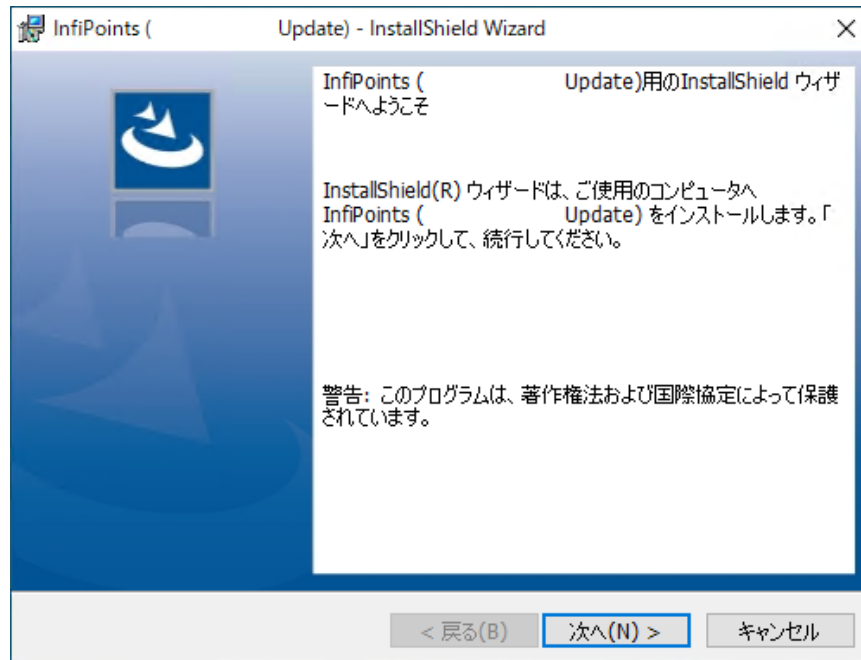 InfiPoints ( Update) - InstallShield Wizard
InfiPoints ( Update)用のInstallShield ウィザ
ードへようこそ
InstallShield(R) ウィザードは、ご使用のコンピュータへ
InfiPoints ( Update) をインストールします。「
次へ」をクリックして、続行してください。
警告: このプログラムは、著作権法および国際協定によって保護
されています。
< 戻る(B)
次へ(N) >
キャンセル